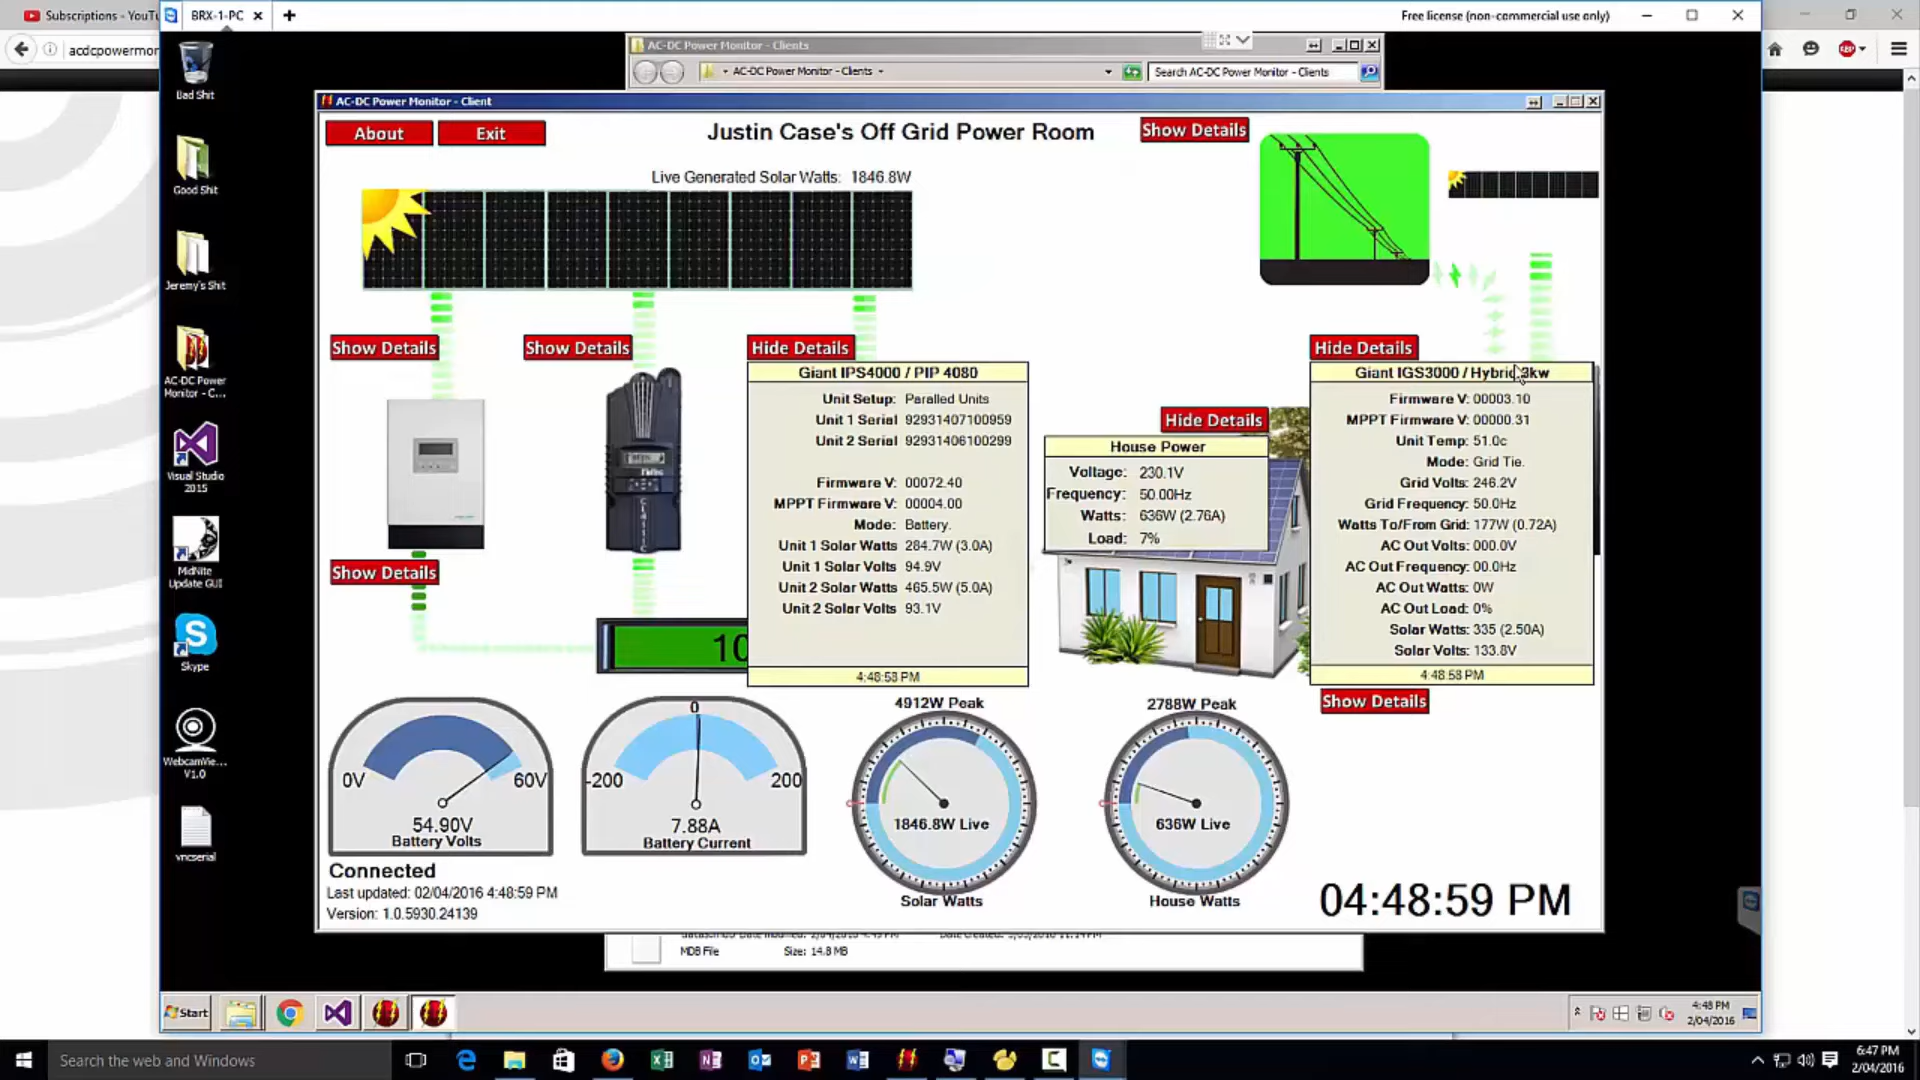 Subscriptions - YouTu
BRX-1-PC
Free license (non-commercial use only)
acdcpowermor
Bad Shit
Good Shit
Jeremy's Shit
AC-DC Power
Monitor - C...
Visual Studio
2015
MidNite
Update GUI
Skype
WebcamVie...
V1.0
vncserial
AC-DC Power Monitor - Clients
AC-DC Power Monitor - Clients
Search AC-DC Power Monitor - Clients
AC-DC Power Monitor - Client
About
Exit
Justin Case's Off Grid Power Room
Show Details
Live Generated Solar Watts: 1846.8W
Show Details
Show Details
Hide Details
Hide Details
Giant IPS4000 / PIP 4080
Unit Setup: Paralled Units
Unit 1 Serial 92931407100959
Unit 2 Serial 92931406100299
Firmware V: 00072.40
MPPT Firmware V: 00004.00
Mode: Battery.
Unit 1 Solar Watts 284.7W (3.0A)
Unit 1 Solar Volts 94.9V
Unit 2 Solar Watts 465.5W (5.0A)
Unit 2 Solar Volts 93.1V
4:48:58 PM
Hide Details
House Power
Voltage: 230.1V
Frequency: 50.00Hz
Watts: 636W (2.76A)
Load: 7%
Giant IGS3000 / Hybrid 3kw
Firmware V: 00003.10
MPPT Firmware V: 00000.31
Unit Temp: 51.0c
Mode: Grid Tie.
Grid Volts: 246.2V
Grid Frequency: 50.0Hz
Watts To/From Grid: 177W (0.72A)
AC Out Volts: 000.0V
AC Out Frequency: 00.0Hz
AC Out Watts: 0W
AC Out Load: 0%
Solar Watts: 335 (2.50A)
Solar Volts: 133.8V
4:48:58 PM
Show Details
Show Details
10
0V
60V
54.90V
Battery Volts
0
-200
200
7.88A
Battery Current
4912W Peak
1846.8W Live
Solar Watts
2788W Peak
636W Live
House Watts
Connected
Last updated: 02/04/2016 4:48:59 PM
Version: 1.0.5930.24139
04:48:59 PM
MDB File
Size: 14.8 MB
Start
4:48 PM
2/04/2016
Search the web and Windows
6:47 PM
2/04/2016